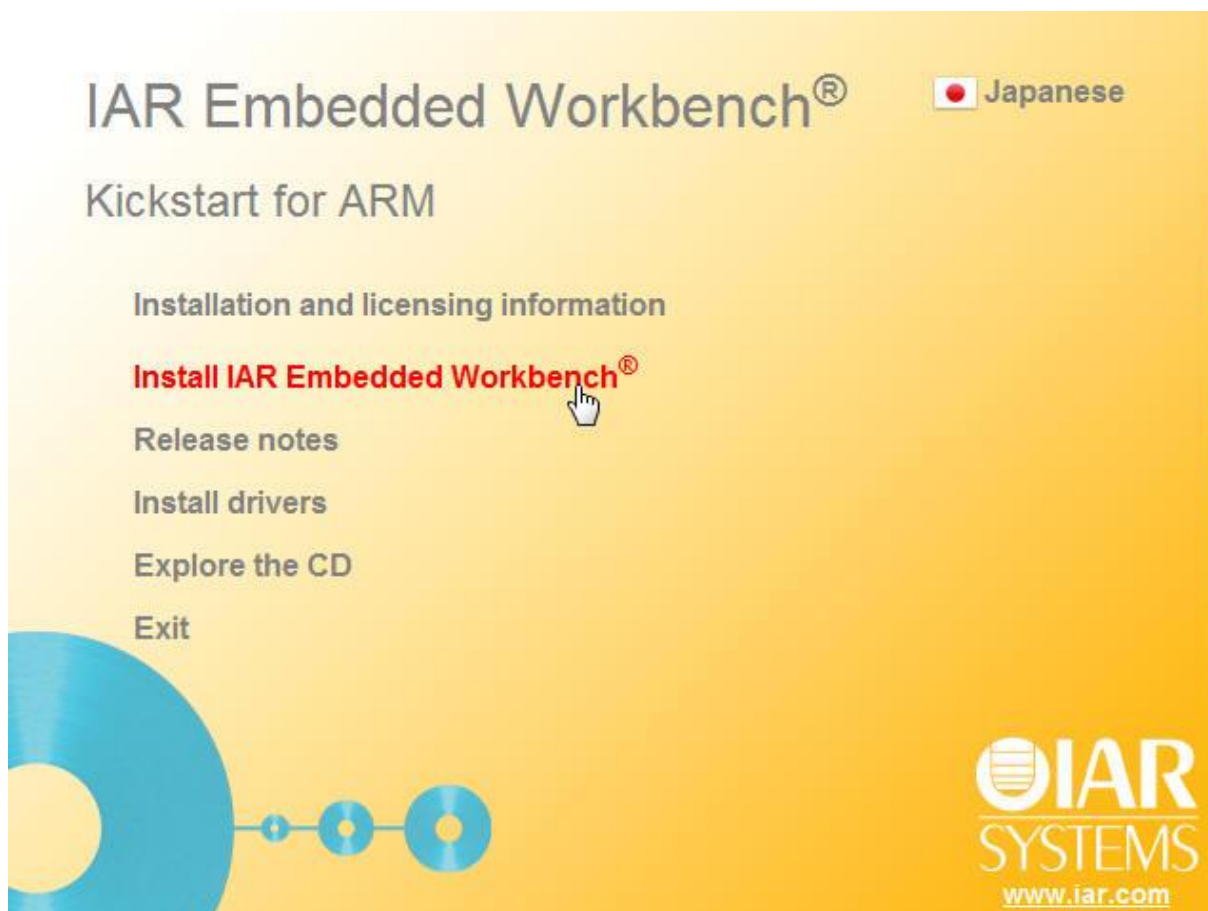 IAR Embedded Workbench®
Japanese
Kickstart for ARM
Installation and licensing information
Install IAR Embedded Workbench®
Release notes
Install drivers
Explore the CD
Exit
IAR
SYSTEMS
www.iar.com